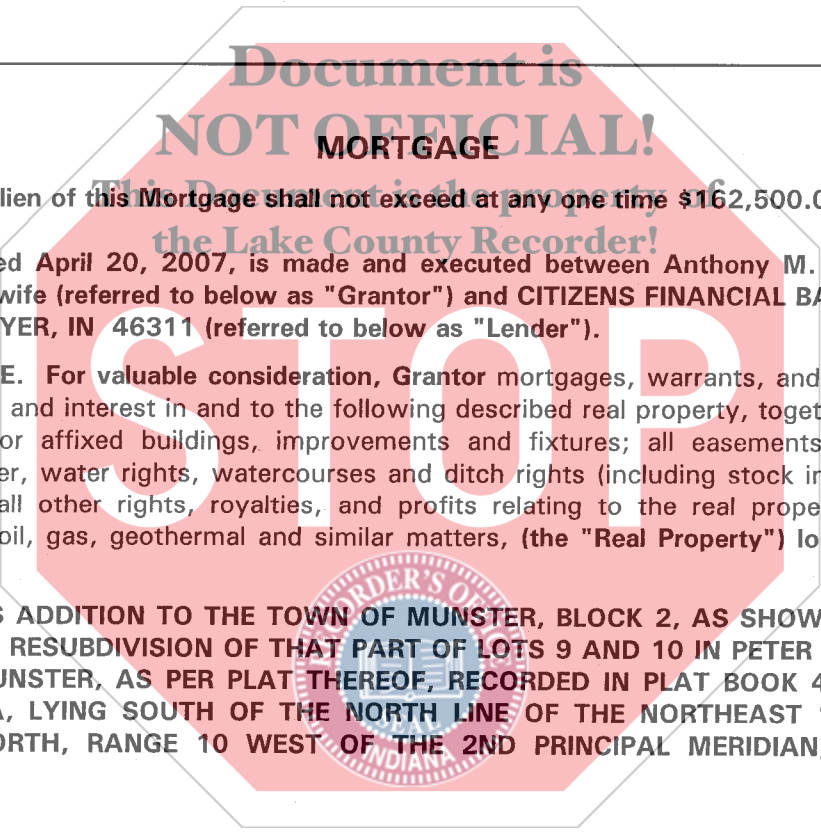 Document is
NOT OFFICIAL!
MORTGAGE
This Document is the property of
lien of this Mortgage shall not exceed at any one time $162,500.0
the Lake County Recorder!
ed April 20, 2007, is made and executed between Anthony M.
wife (referred to below as "Grantor") and CITIZENS FINANCIAL BA
YER, IN 46311 (referred to below as "Lender").
STOP
E. For valuable consideration, Grantor mortgages, warrants, and
and interest in and to the following described real property, toget
or affixed buildings, improvements and fixtures; all easements
er, water rights, watercourses and ditch rights (including stock in
all other rights, royalties, and profits relating to the real prope
oil, gas, geothermal and similar matters, (the "Real Property") lo
RECORDER'S OFFICE
S ADDITION TO THE TOWN OF MUNSTER, BLOCK 2, AS SHOW
RESUBDIVISION OF THAT PART OF LOTS 9 AND 10 IN PETER
UNSTER, AS PER PLAT THEREOF, RECORDED IN PLAT BOOK 4
A, LYING SOUTH OF THE NORTH LINE OF THE NORTHEAST
SEAL
ORTH, RANGE 10 WEST OF THE 2ND PRINCIPAL MERIDIAN,
INDIANA